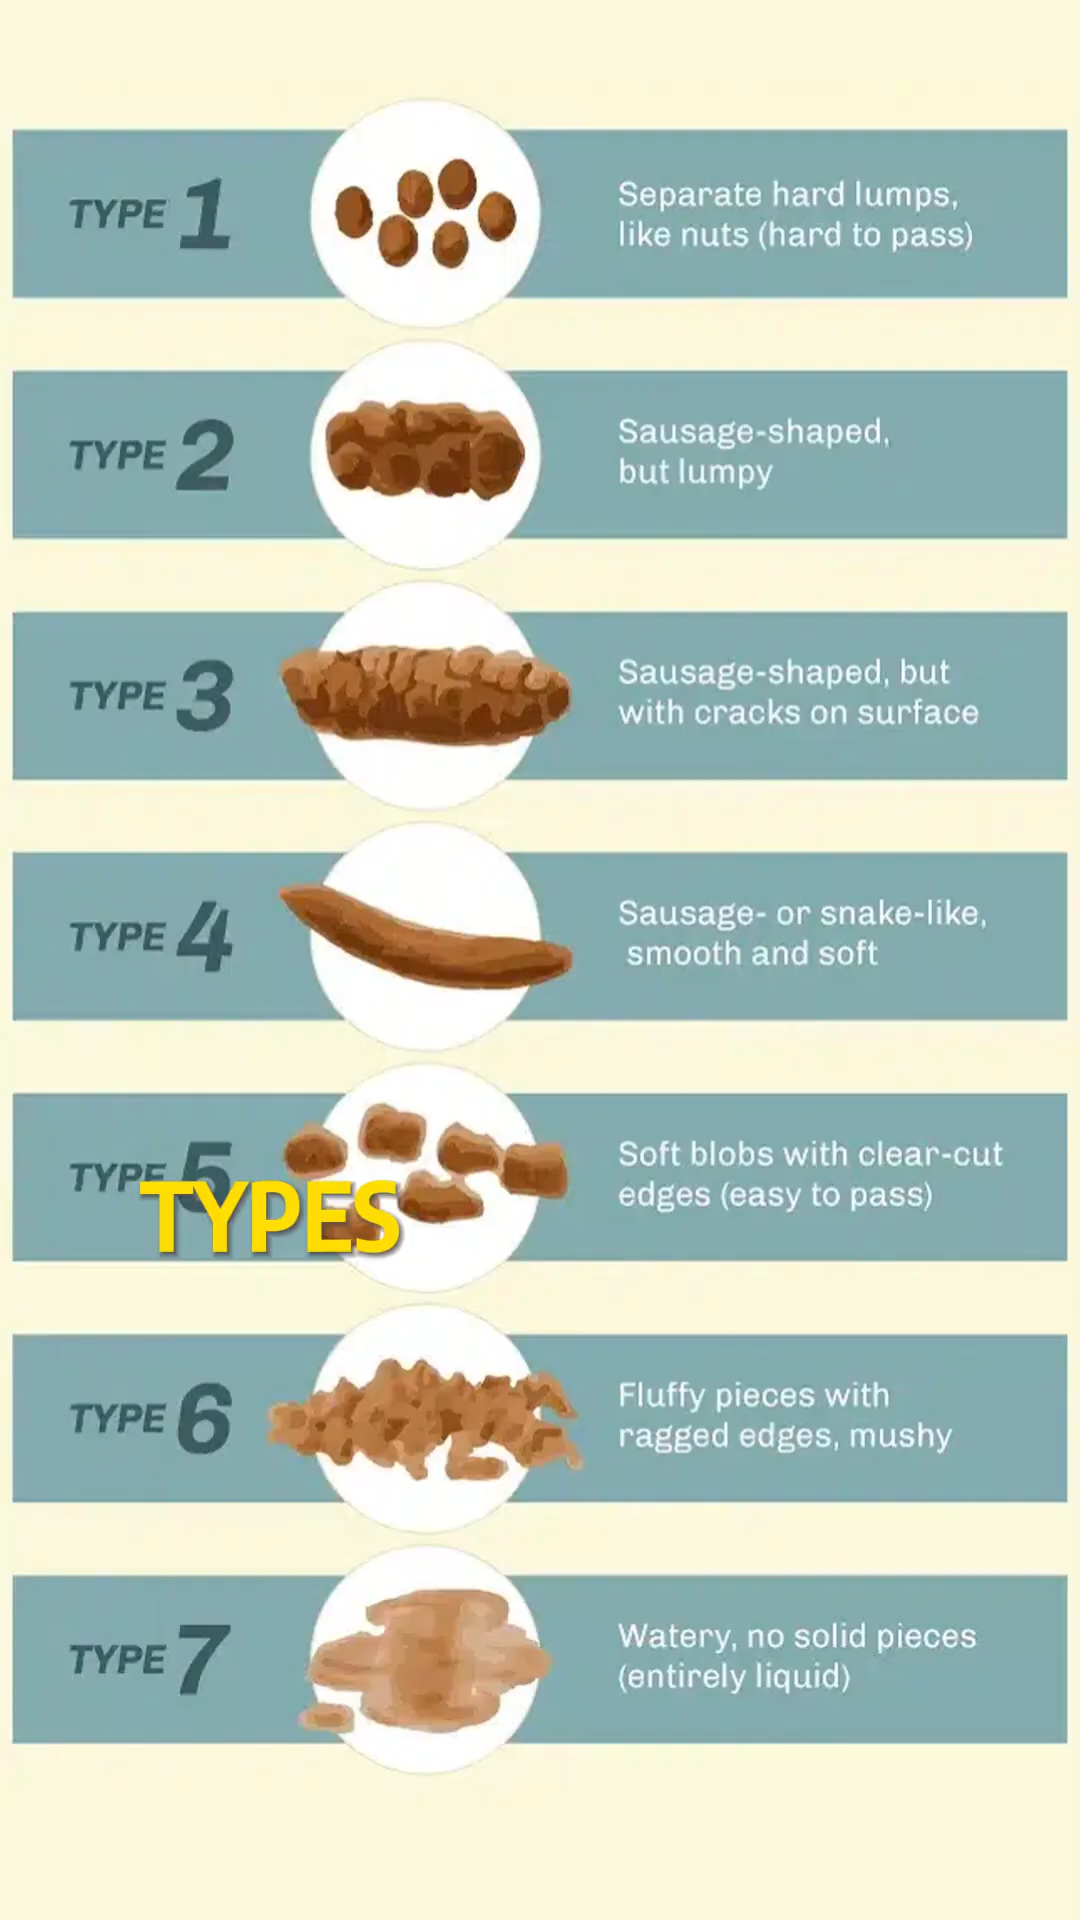 TYPE 1
Separate hard lumps,
like nuts (hard to pass)
TYPE 2
Sausage-shaped,
but lumpy
TYPE 3
Sausage-shaped, but
with cracks on surface
TYPE 4
Sausage- or snake-like,
smooth and soft
TYPE 5
Soft blobs with clear-cut
edges (easy to pass)
TYPES
TYPE 6
Fluffy pieces with
ragged edges, mushy
TYPE 7
Watery, no solid pieces
(entirely liquid)